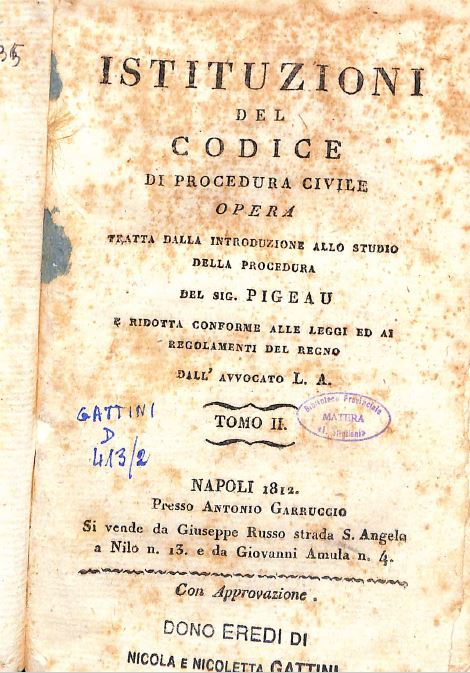 35
ISTITUZIONI
DEL
CODICE
DI PROCEDURA CIVILE
OPERA
TRATTA DALLA INTRODUZIONE ALLO STUDIO
DELLA PROCEDURA
DEL SIG. PIGEAU
E RIDOTTA CONFORME ALLE LEGGI ED AI
REGOLAMENTI DEL REGNO
DALL' AVVOCATO L. A.
TOMO II.
Biblioteca Provinciale
MATERA
GATTINI
D
413/2
NAPOLI 1812.
Presso ANTONIO GARRUCCIO
Si vende da Giuseppe Russo strada S. Angelo
a Nilo n. 13. e da Giovanni Amula n. 4.
Con Approvazione.
DONO EREDI DI
NICOLA E NICOLETTA GATTINI